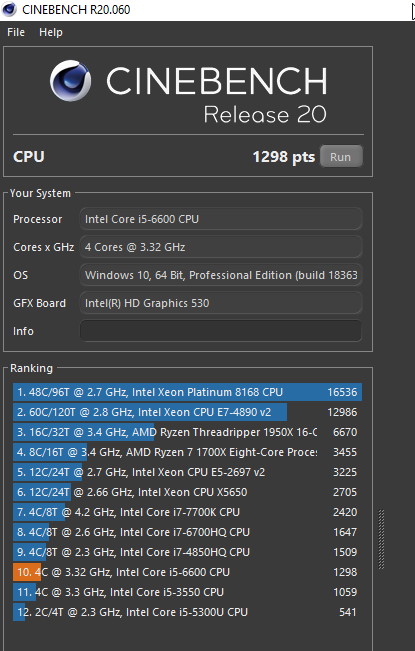 CINEBENCH R20.060
File Help
CINEBENCH
Release 20
CPU 1298 pts Run
Your System
Processor Intel Core i5-6600 CPU
Cores x GHz 4 Cores @ 3.32 GHz
OS Windows 10, 64 Bit, Professional Edition (build 18363
GFX Board Intel(R) HD Graphics 530
Info
Ranking
1. 48C/96T @ 2.7 GHz, Intel Xeon Platinum 8168 CPU 16536
2. 60C/120T @ 2.8 GHz, Intel Xeon CPU E7-4890 v2 12986
3. 16C/32T @ 3.4 GHz, AMD Ryzen Threadripper 1950X 16-C 6670
4. 8C/16T @ 3.4 GHz, AMD Ryzen 7 1700X Eight-Core Proces 3455
5. 12C/24T @ 2.7 GHz, Intel Xeon CPU E5-2697 v2 3225
6. 12C/24T @ 2.66 GHz, Intel Xeon CPU X5650 2705
7. 4C/8T @ 4.2 GHz, Intel Core i7-7700K CPU 2420
8. 4C/8T @ 2.6 GHz, Intel Core i7-6700HQ CPU 1647
9. 4C/8T @ 2.3 GHz, Intel Core i7-4850HQ CPU 1509
10. 4C @ 3.32 GHz, Intel Core i5-6600 CPU 1298
11. 4C @ 3.3 GHz, Intel Core i5-3550 CPU 1059
12. 2C/4T @ 2.3 GHz, Intel Core i5-5300U CPU 541